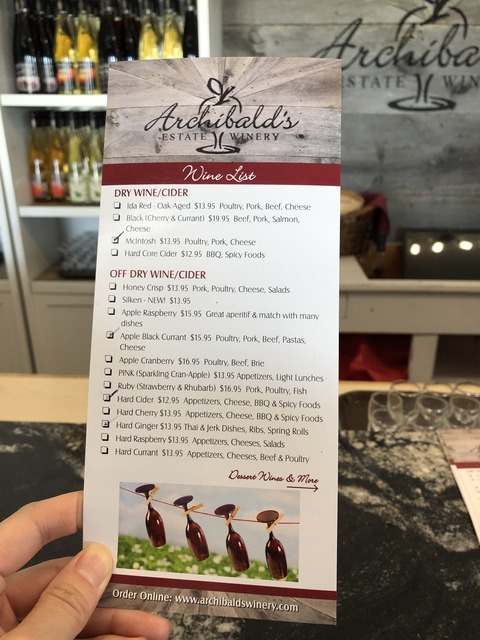 Archibald's
ESTATE WINERY
Wine List
DRY WINE/CIDER
Ida Red - Oak Aged $13.95 Poultry, Pork, Beef, Cheese
Black (Cherry & Currant) $19.95 Beef, Pork, Salmon,
Cheese
McIntosh $13.95 Poultry, Pork, Cheese
Hard Core Cider $12.95 BBQ, Spicy Foods
OFF DRY WINE/CIDER
Honey Crisp $13.95 Pork, Poultry, Cheese, Salads
Silken - NEW! $13.95
Apple Raspberry $15.95 Great aperitif & match with many
dishes
Apple Black Currant $15.95 Poultry, Pork, Beef, Pastas,
Cheese
Apple Cranberry $16.95 Poultry, Beef, Brie
PINK (Sparkling Cran-Apple) $13.95 Appetizers, Light Lunches
Ruby (Strawberry & Rhubarb) $16.95 Pork, Poultry, Fish
Hard Cider $12.95 Appetizers, Cheese, BBQ & Spicy Foods
Hard Cherry $13.95 Appetizers, Cheese, BBQ & Spicy Foods
Hard Ginger $13.95 Thai & Jerk Dishes, Ribs, Spring Rolls
Hard Raspberry $13.95 Appetizers, Cheeses, Salads
Hard Currant $13.95 Appetizers, Cheeses, Beef & Poultry
Dessert Wines & More
Order Online: www.archibaldswinery.com
Archiba
ESTATE WIN